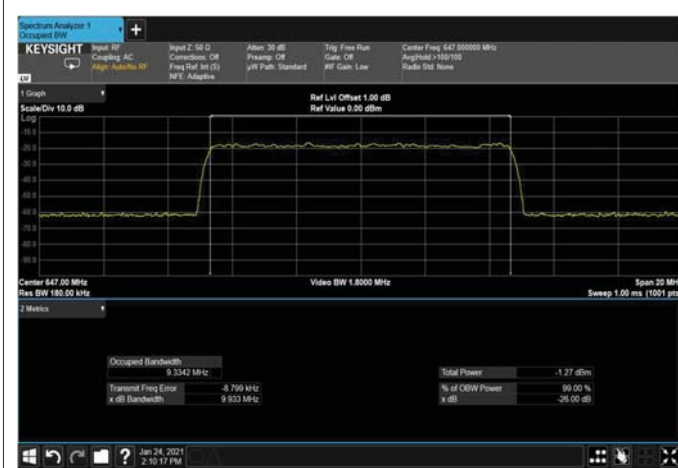 Spectrum Analyzer 1
Occupied BW
KEYSIGHT
Input: RF
Coupling: AC
Align: Auto/No RF
Input Z: 50 Ω
Corrections: Off
Freq Ref: Int (S)
NFE: Adaptive
Atten: 30 dB
Preamp: Off
µW Path: Standard
Trig: Free Run
Gate: Off
#IF Gain: Low
Center Freq: 647.000000 MHz
Avg|Hold:>100/100
Radio Std: None
1 Graph
Scale/Div 10.0 dB
Ref Lvl Offset 1.00 dB
Ref Value 0.00 dBm
Log
-10.0
-20.0
-30.0
-40.0
-50.0
-60.0
-70.0
-80.0
-90.0
Center 647.00 MHz
Res BW 180.00 kHz
Video BW 1.8000 MHz
Span 20 MH
Sweep 1.00 ms (1001 pts
2 Metrics
Occupied Bandwidth
9.3342 MHz
Transmit Freq Error -8.799 kHz
x dB Bandwidth 9.933 MHz
Total Power -1.27 dBm
% of OBW Power 99.00 %
x dB -26.00 dB
Jan 24, 2021
2:10:17 PM